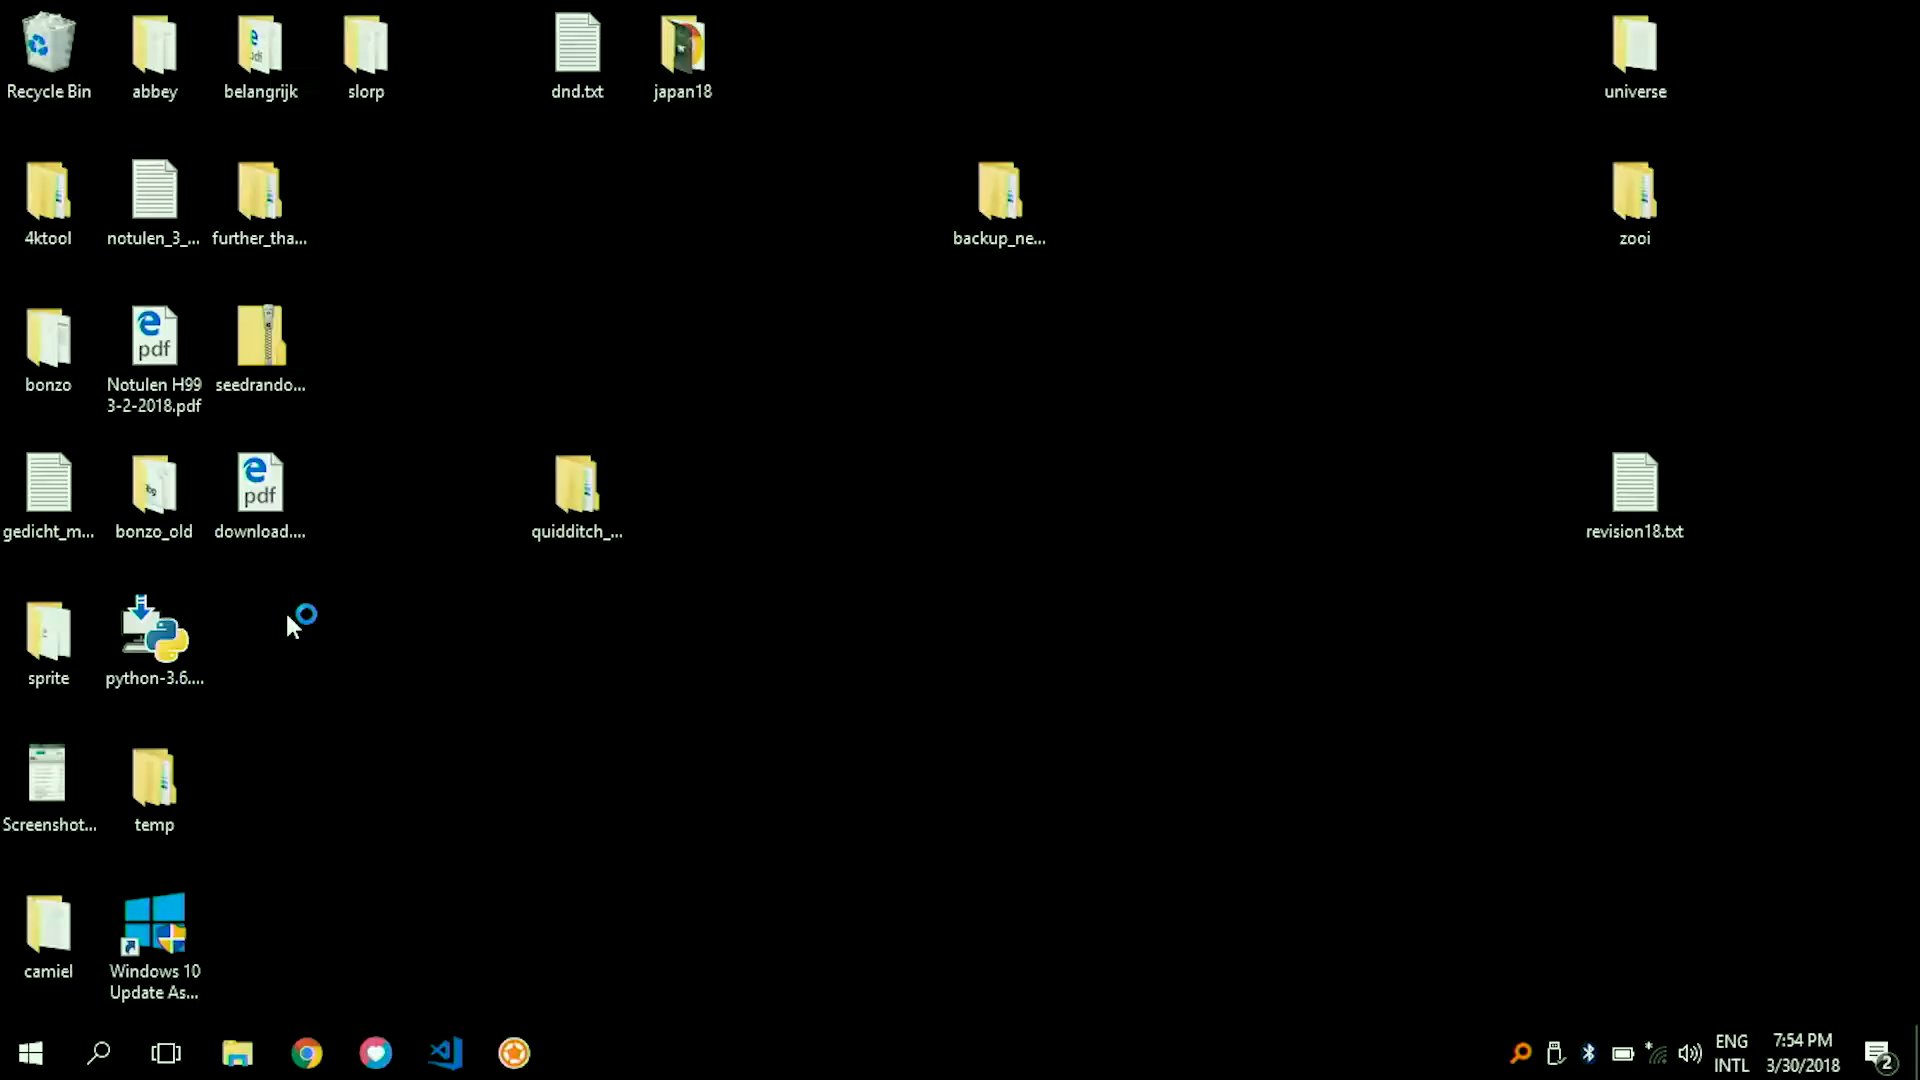 Recycle Bin
abbey
belangrijk
slorp
dnd.txt
japan18
universe
4ktool
notulen_3_...
further_tha...
backup_ne...
zooi
bonzo
pdf
Notulen H99
3-2-2018.pdf
seedrando...
gedicht_m...
bonzo_old
pdf
download....
quidditch_...
revision18.txt
sprite
python-3.6....
Screenshot...
temp
camiel
Windows 10
Update As...
ENG
INTL
7:54 PM
3/30/2018
2